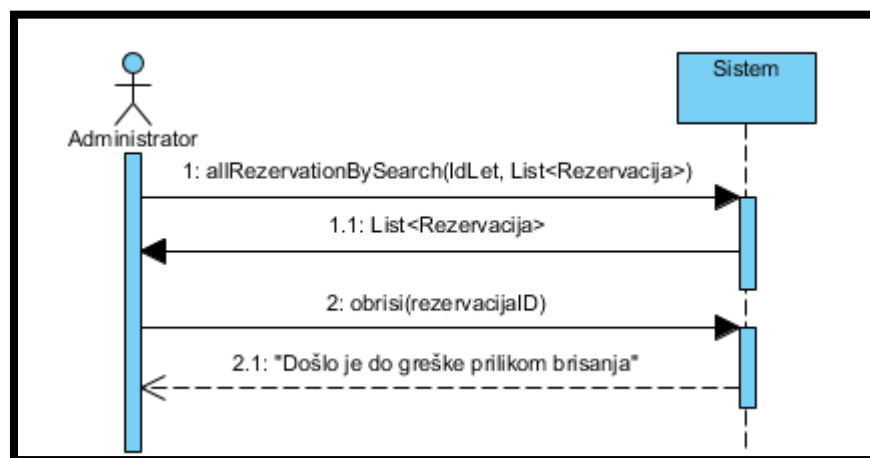 Sistem
Administrator
1: allRezervationBySearch(IdLet, List<Rezervacija>)
1.1: List<Rezervacija>
2: obrisi(rezervacijaID)
2.1: "Došlo je do greške prilikom brisanja"